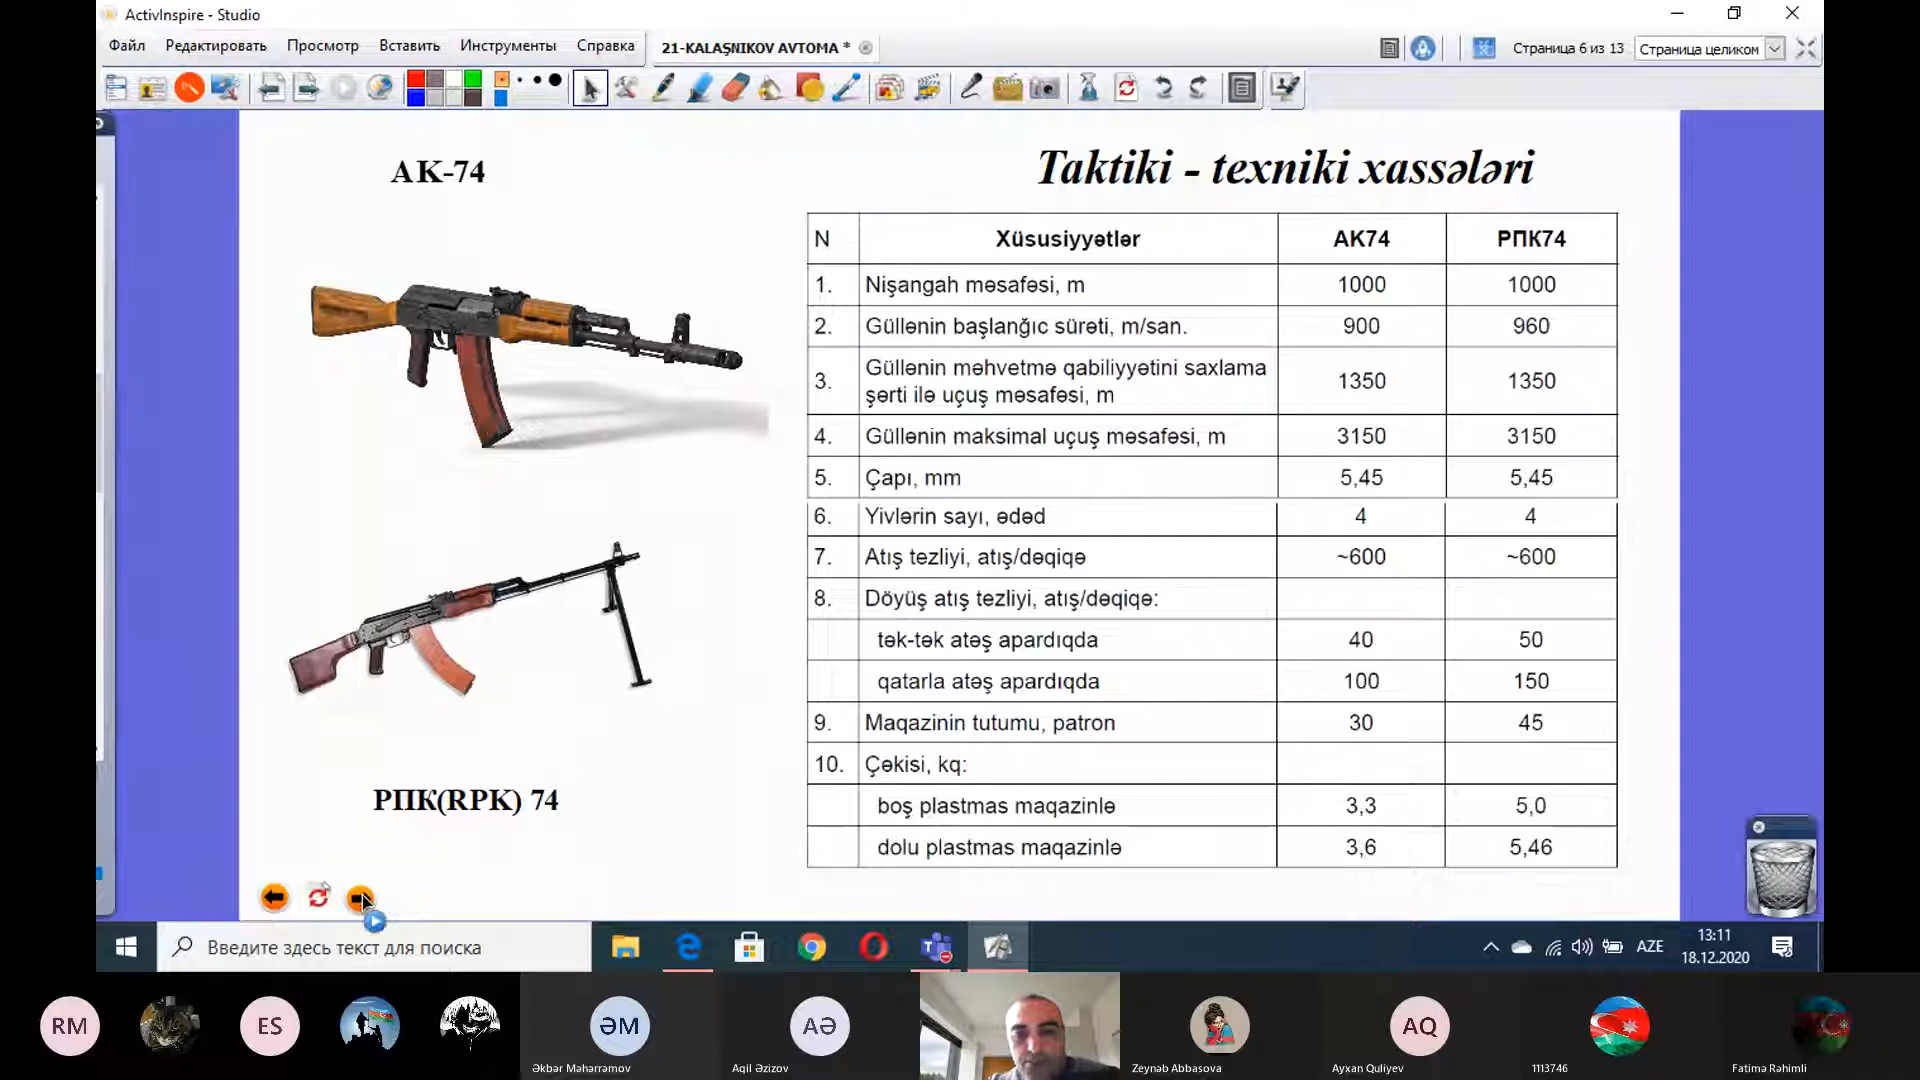 ActivInspire - Studio
Файл Редактировать Просмотр Вставить Инструменты Справка
21-KALAŞNIKOV AVTOMA *
Страница 6 из 13
Страница целиком
AK-74
Taktiki - texniki xassələri
N Xüsusiyyətlər AK74 РПК74
1. Nişangah məsafəsi, m 1000 1000
2. Güllənin başlanğıc sürəti, m/san. 900 960
3. Güllənin məhvetmə qabiliyyətini saxlama
şərti ilə uçuş məsafəsi, m 1350 1350
4. Güllənin maksimal uçuş məsafəsi, m 3150 3150
5. Çapı, mm 5,45 5,45
6. Yivlərin sayı, ədəd 4 4
7. Atış tezliyi, atış/dəqiqə ~600 ~600
8. Döyüş atış tezliyi, atış/dəqiqə:
tək-tək atəş apardıqda 40 50
qatarla atəş apardıqda 100 150
9. Maqazinin tutumu, patron 30 45
10. Çəkisi, kq:
boş plastmas maqazinlə 3,3 5,0
dolu plastmas maqazinlə 3,6 5,46
РПК(RPK) 74
Введите здесь текст для поиска
AZE
13:11
18.12.2020
RM
ES
ƏM
AƏ
AQ
Əkbər Məhərrəmov
Aqil Əzizov
Zeynəb Abbasova
Ayxan Quliyev
1113746
Fatimə Rəhimli